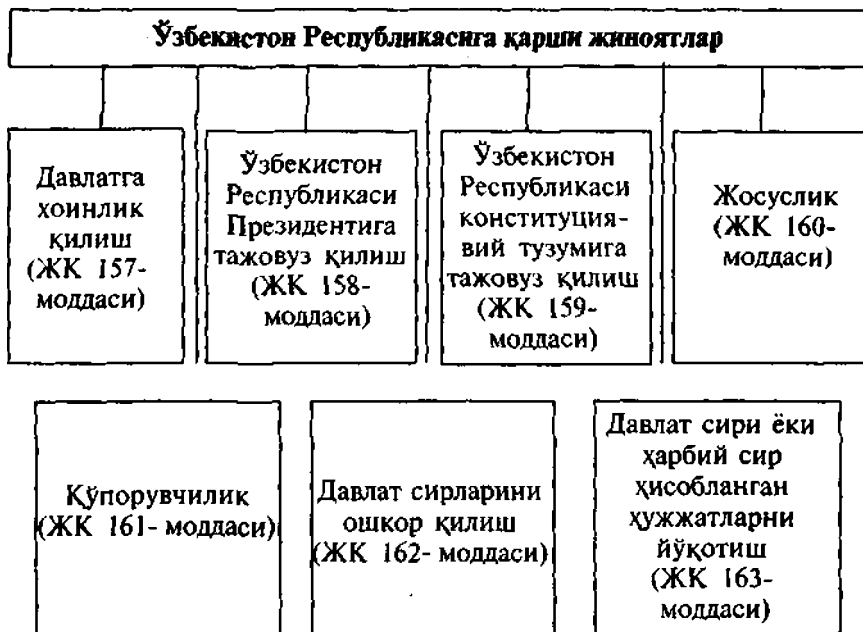 Ўзбекистон Республикасига қарши жиноятлар
Давлатга
хоинлик
қилиш
(ЖК 157-
моддаси)
Ўзбекистон
Республикаси
Президентига
тажовуз қилиш
(ЖК 158-
моддаси)
Ўзбекистон
Республикаси
конституция-
вий тузумига
тажовуз қилиш
(ЖК 159-
моддаси)
Жосуслик
(ЖК 160-
моддаси)
Қўпорувчилик
(ЖК 161- моддаси)
Давлат сирларини
ошкор қилиш
(ЖК 162- моддаси)
Давлат сири ёки
ҳарбий сир
ҳисобланган
ҳужжатларни
йўқотиш
(ЖК 163-
моддаси)